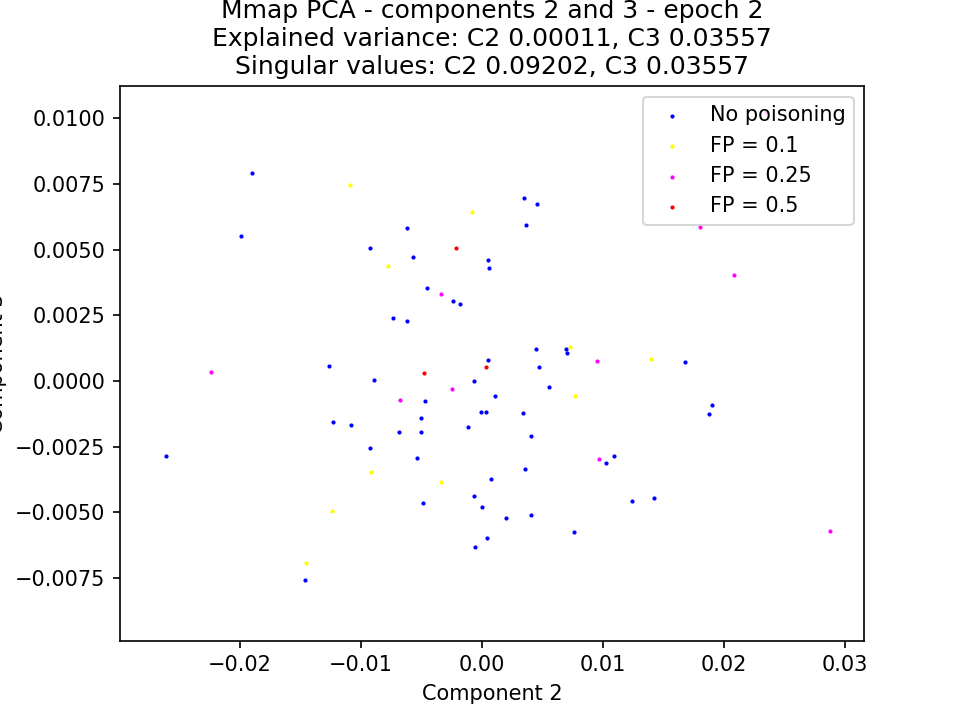 Mmap PCA - components 2 and 3 - epoch 2
Explained variance: C2 0.00011, C3 0.03557
Singular values: C2 0.09202, C3 0.03557
No poisoning
FP = 0.1
FP = 0.25
FP = 0.5
0.0100
0.0075
0.0050
0.0025
0.0000
−0.0025
−0.0050
−0.0075
−0.02
−0.01
0.00
0.01
0.02
0.03
Component 2